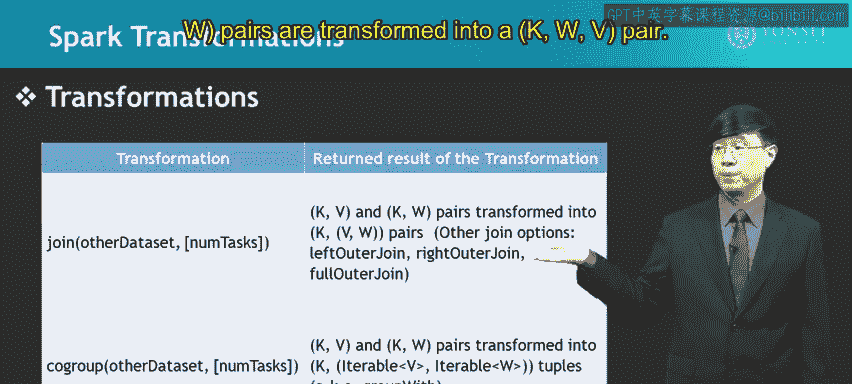 GPT中英字幕课程资源@bilibili.com
W) pairs are transformed into a (K, W, V) pair.
Spark Transformations
YONSEI
❖ Transformations
Transformation
Returned result of the Transformation
join(otherDataset, [numTasks])
(K, V) and (K, W) pairs transformed into
(K, (V, W)) pairs (Other join options:
leftOuterJoin, rightOuterJoin,
fullOuterJoin)
cogroup(otherDataset, [numTasks])
(K, V) and (K, W) pairs transformed into
(K, (Iterable<V>, Iterable<W>)) tuples